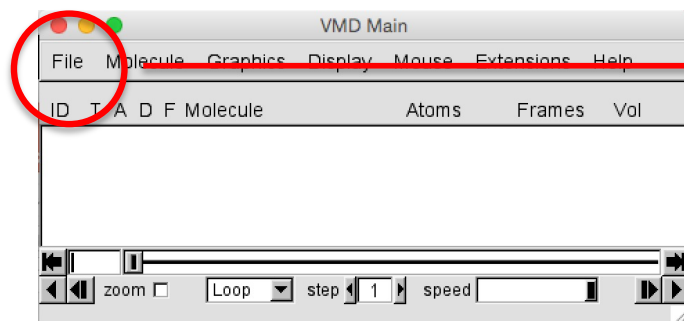 VMD Main
File Molecule Graphics Display Mouse Extensions Help
ID T A D F Molecule Atoms Frames Vol
zoom Loop step 1 speed